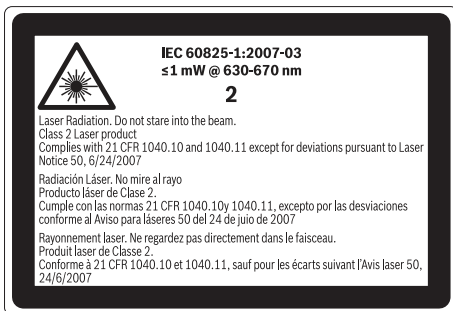 IEC 60825-1:2007-03
≤1 mW @ 630-670 nm
2
Laser Radiation. Do not stare into the beam.
Class 2 Laser product
Complies with 21 CFR 1040.10 and 1040.11 except for deviations pursuant to Laser
Notice 50, 6/24/2007
Radiación Láser. No mire al rayo
Producto láser de Clase 2.
Cumple con las normas 21 CFR 1040.10y 1040.11, excepto por las desviaciones
conforme al Aviso para láseres 50 del 24 de juio de 2007
Rayonnement laser. Ne regardez pas directement dans le faisceau.
Produit laser de Classe 2.
Conforme à 21 CFR 1040.10 et 1040.11, sauf pour les écarts suivant l'Avis laser 50,
24/6/2007